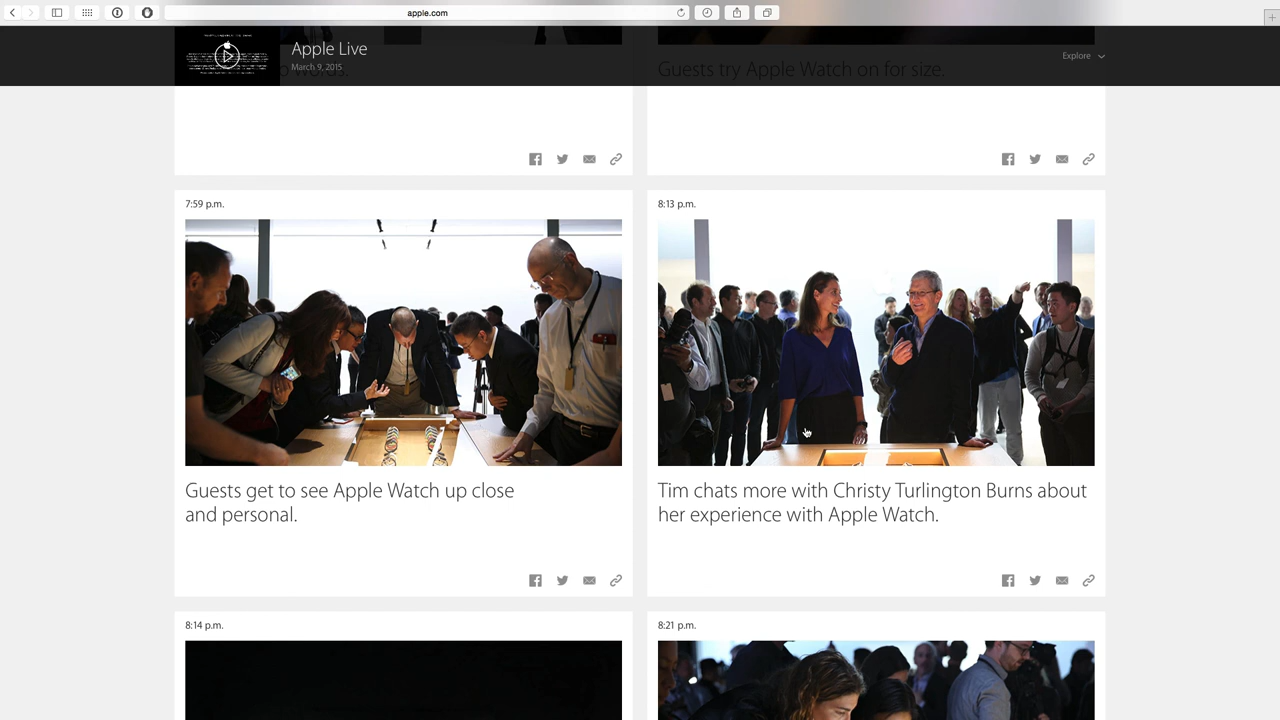 apple.com
Apple Live
March 9, 2015
Explore
words.
Guests try Apple Watch on for size.
7:59 p.m.
8:13 p.m.
Guests get to see Apple Watch up close
and personal.
Tim chats more with Christy Turlington Burns about
her experience with Apple Watch.
8:14 p.m.
8:21 p.m.